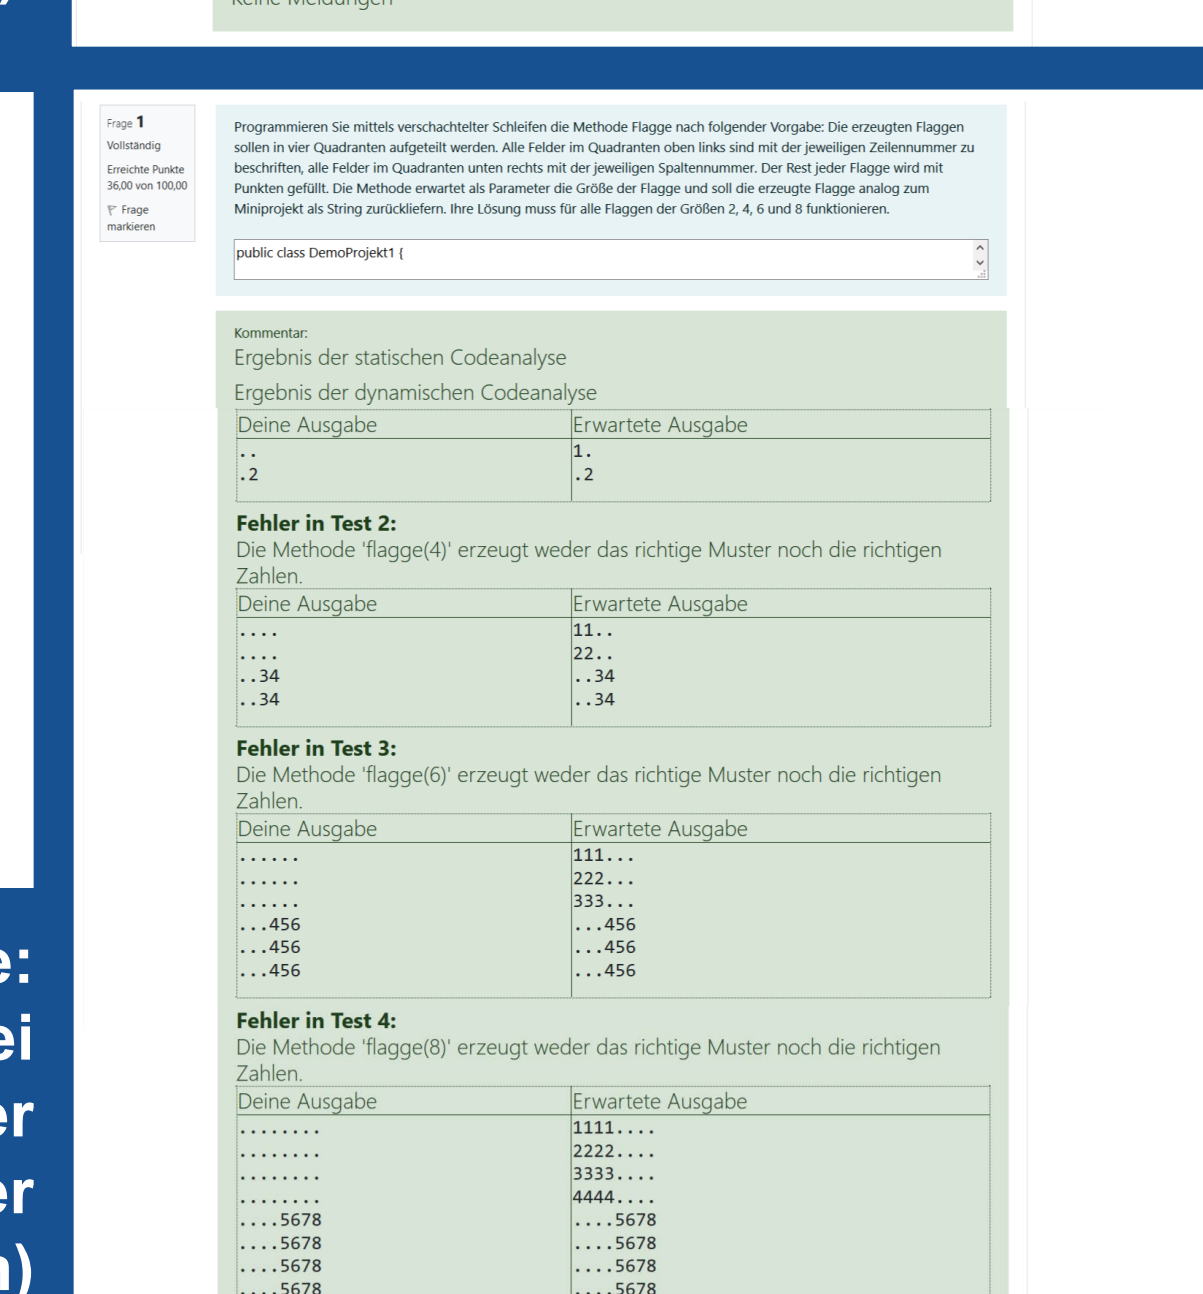 Keine Meldungen
Frage 1
Vollständig
Erreichte Punkte
36,00 von 100,00
Frage
markieren
Programmieren Sie mittels verschachtelter Schleifen die Methode Flagge nach folgender Vorgabe: Die erzeugten Flaggen
sollen in vier Quadranten aufgeteilt werden. Alle Felder im Quadranten oben links sind mit der jeweiligen Zeilennummer zu
beschriften, alle Felder im Quadranten unten rechts mit der jeweiligen Spaltennummer. Der Rest jeder Flagge wird mit
Punkten gefüllt. Die Methode erwartet als Parameter die Größe der Flagge und soll die erzeugte Flagge analog zum
Miniprojekt als String zurückliefern. Ihre Lösung muss für alle Flaggen der Größen 2, 4, 6 und 8 funktionieren.
public class DemoProjekt1 {
Kommentar:
Ergebnis der statischen Codeanalyse
Ergebnis der dynamischen Codeanalyse
Deine Ausgabe Erwartete Ausgabe
.. 1.
.2 .2
Fehler in Test 2:
Die Methode 'flagge(4)' erzeugt weder das richtige Muster noch die richtigen
Zahlen.
Deine Ausgabe Erwartete Ausgabe
.... 11..
.... 22..
..34 ..34
..34 ..34
Fehler in Test 3:
Die Methode 'flagge(6)' erzeugt weder das richtige Muster noch die richtigen
Zahlen.
Deine Ausgabe Erwartete Ausgabe
...... 111...
...... 222...
...... 333...
...456 ...456
...456 ...456
...456 ...456
Fehler in Test 4:
Die Methode 'flagge(8)' erzeugt weder das richtige Muster noch die richtigen
Zahlen.
Deine Ausgabe Erwartete Ausgabe
........ 1111....
........ 2222....
........ 3333....
........ 4444....
....5678 ....5678
....5678 ....5678
....5678 ....5678
....5678 ....5678
e:
ei
er
er
n)